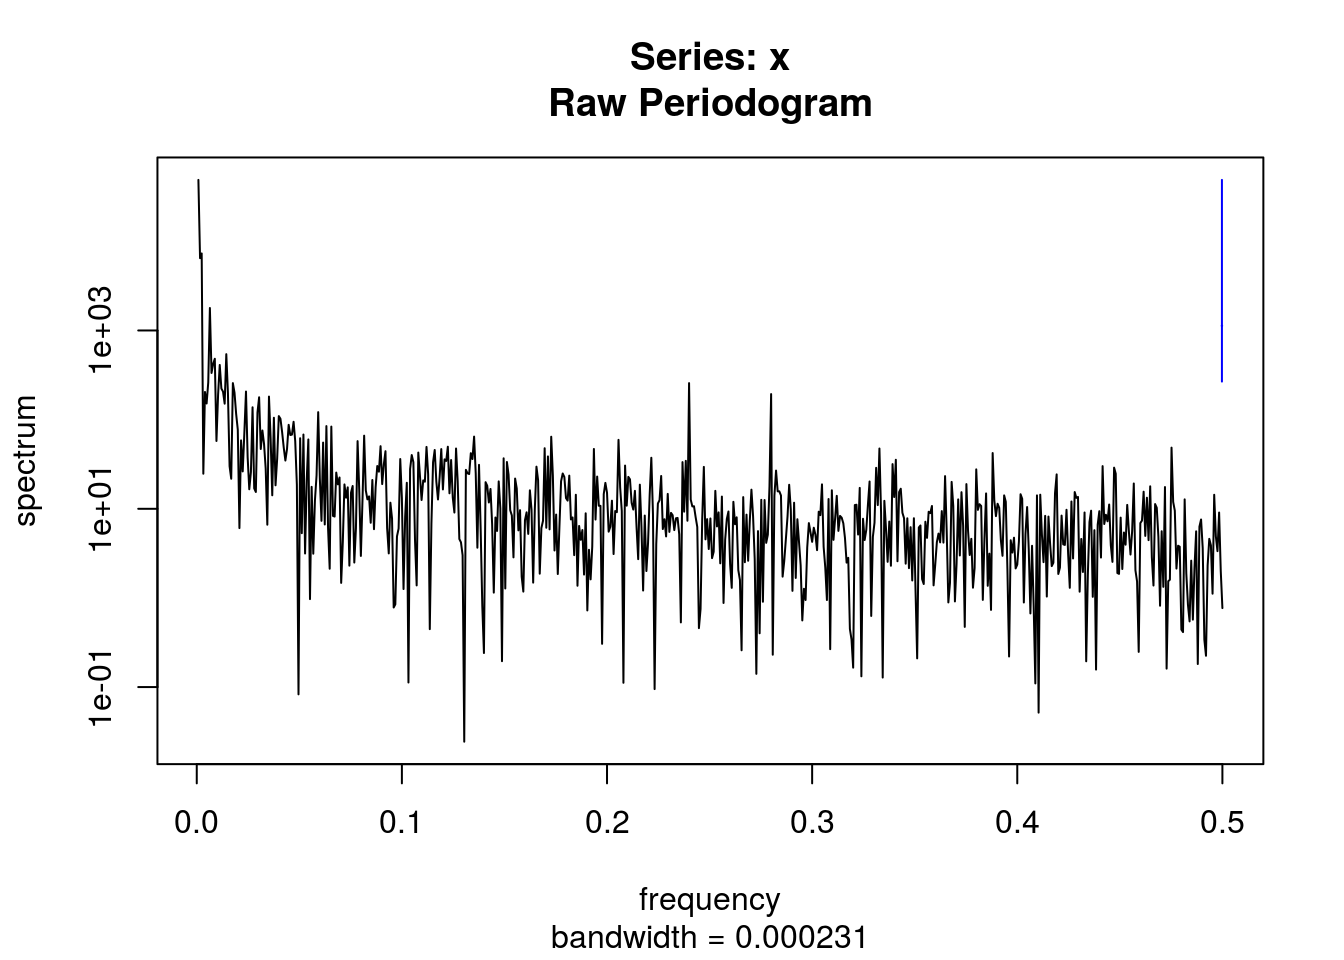 Series: x
Raw Periodogram
spectrum
1e+03
1e+01
1e-01
0.0 0.1 0.2 0.3 0.4 0.5
frequency
bandwidth = 0.000231